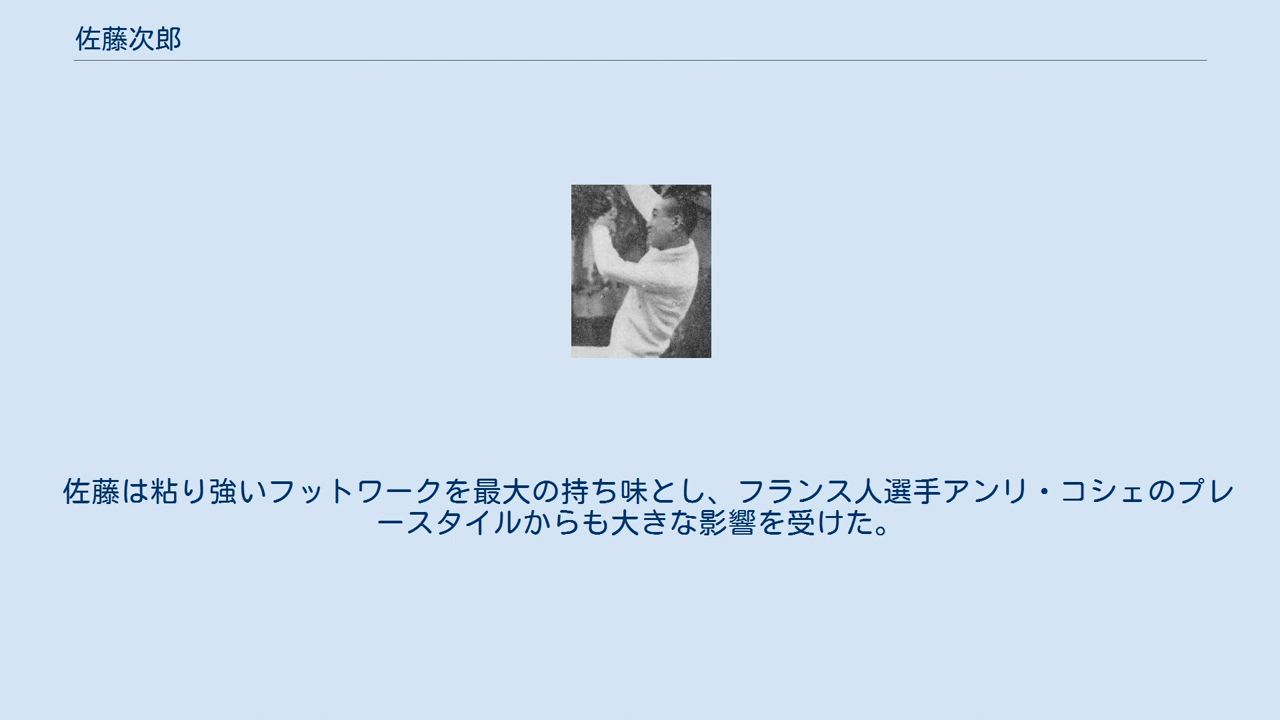 佐藤次郎
佐藤は粘り強いフットワークを最大の持ち味とし、フランス人選手アンリ・コシェのプレ
ースタイルからも大きな影響を受けた。